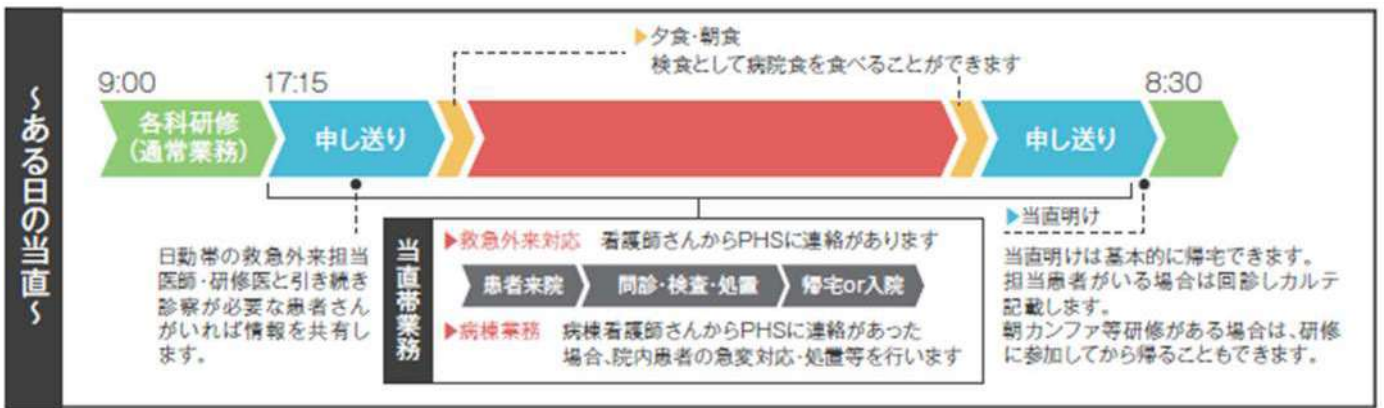 ～ある日の当直～
▶夕食・朝食
検食として病院食を食べることができます
9:00
17:15
8:30
各科研修
(通常業務)
申し送り
申し送り
日勤帯の救急外来担当
医師・研修医と引き続き
診察が必要な患者さん
がいれば情報を共有し
ます。
当直帯業務
▶救急外来対応 看護師さんからPHSに連絡があります
患者来院
問診・検査・処置
帰宅or入院
▶病棟業務 病棟看護師さんからPHSに連絡があった
場合、院内患者の急変対応・処置等を行います
▶当直明け
当直明けは基本的に帰宅できます。
担当患者がいる場合は回診しカルテ
記載します。
朝カンファ等研修がある場合は、研修
に参加してから帰ることもできます。